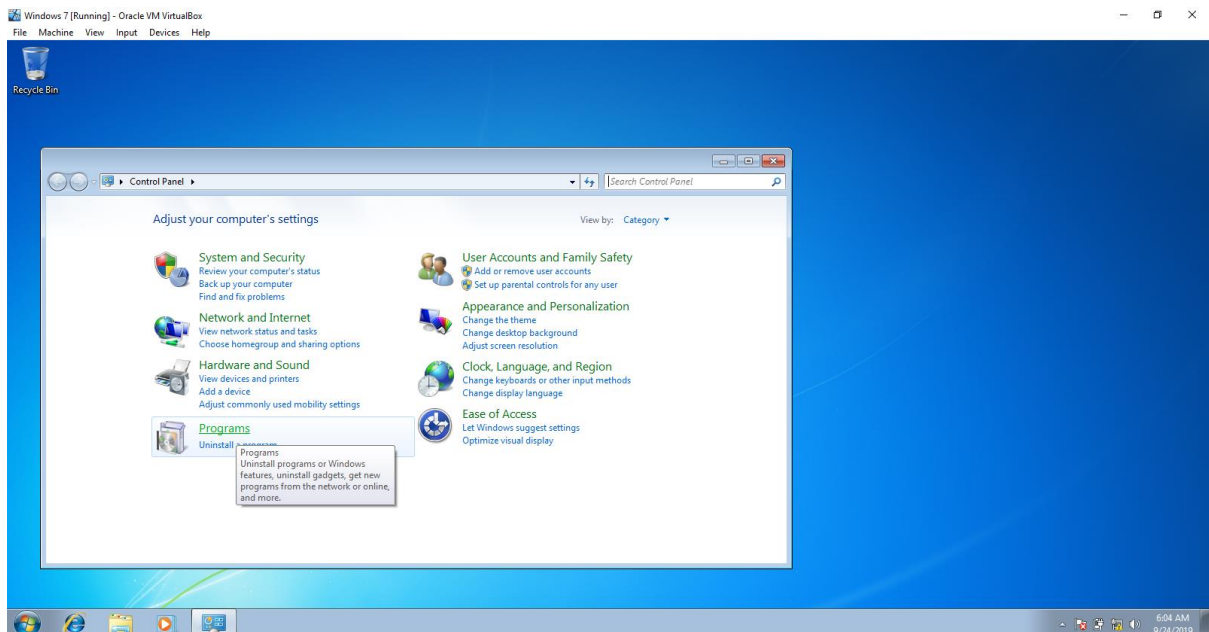 Windows 7 [Running] - Oracle VM VirtualBox
File Machine View Input Devices Help
Recycle Bin
Control Panel
Search Control Panel
Adjust your computer's settings
View by: Category
System and Security
Review your computer's status
Back up your computer
Find and fix problems
Network and Internet
View network status and tasks
Choose homegroup and sharing options
Hardware and Sound
View devices and printers
Add a device
Adjust commonly used mobility settings
Programs
Uninstall a program
User Accounts and Family Safety
Add or remove user accounts
Set up parental controls for any user
Appearance and Personalization
Change the theme
Change desktop background
Adjust screen resolution
Clock, Language, and Region
Change keyboards or other input methods
Change display language
Ease of Access
Let Windows suggest settings
Optimize visual display
Programs
Uninstall programs or Windows
features, uninstall gadgets, get new
programs from the network or online,
and more.
6:04 AM
9/24/2019